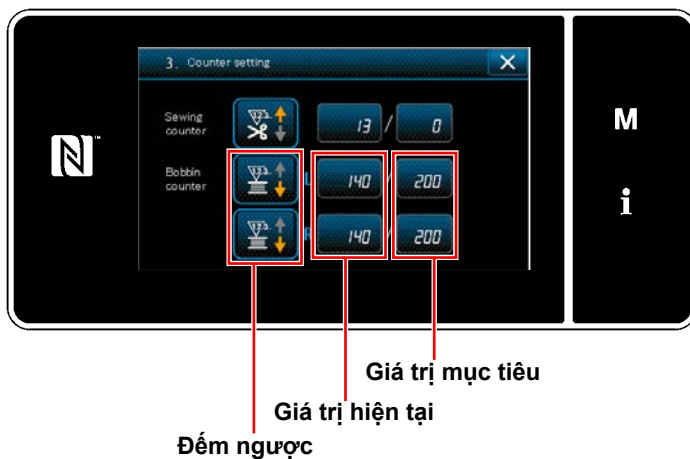 3. Counter setting
Sewing counter
13 / 0
Bobbin counter
L 140 / 200
R 140 / 200
M
i
Giá trị mục tiêu
Giá trị hiện tại
Đếm ngược